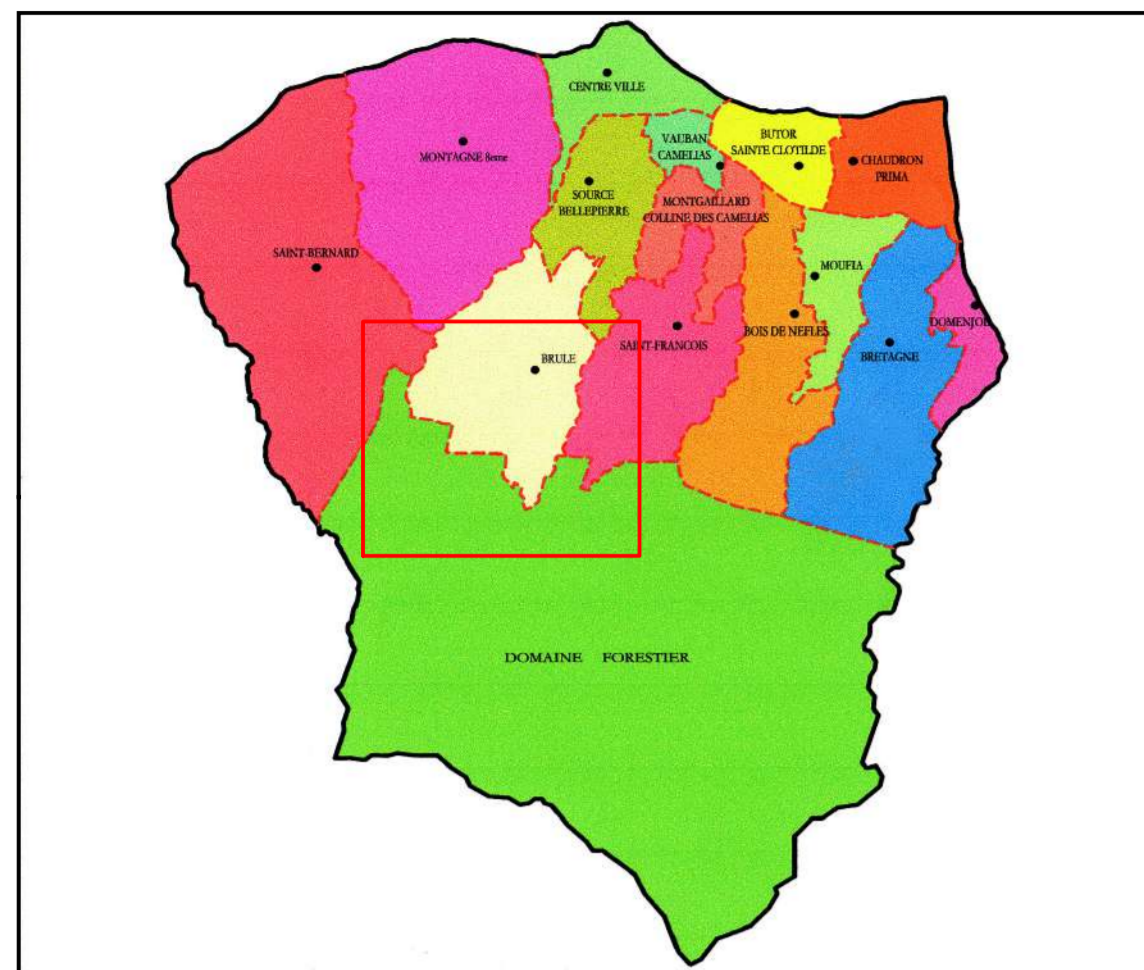 CENTRE VILLE
BUTOR
SAINTE CLOTILDE
VAUBAN
CAMELIAS
MONTAGNE 8eme
CHAUDRON
PRIMA
SOURCE
BELLEPIERRE
MONTGAILLARD
COLLINE DES CAMELIAS
SAINT-BERNARD
MOUFIA
DOMENJOD
BOIS DE NEFLES
SAINT-FRANCOIS
BRETAGNE
BRULE
DOMAINE FORESTIER